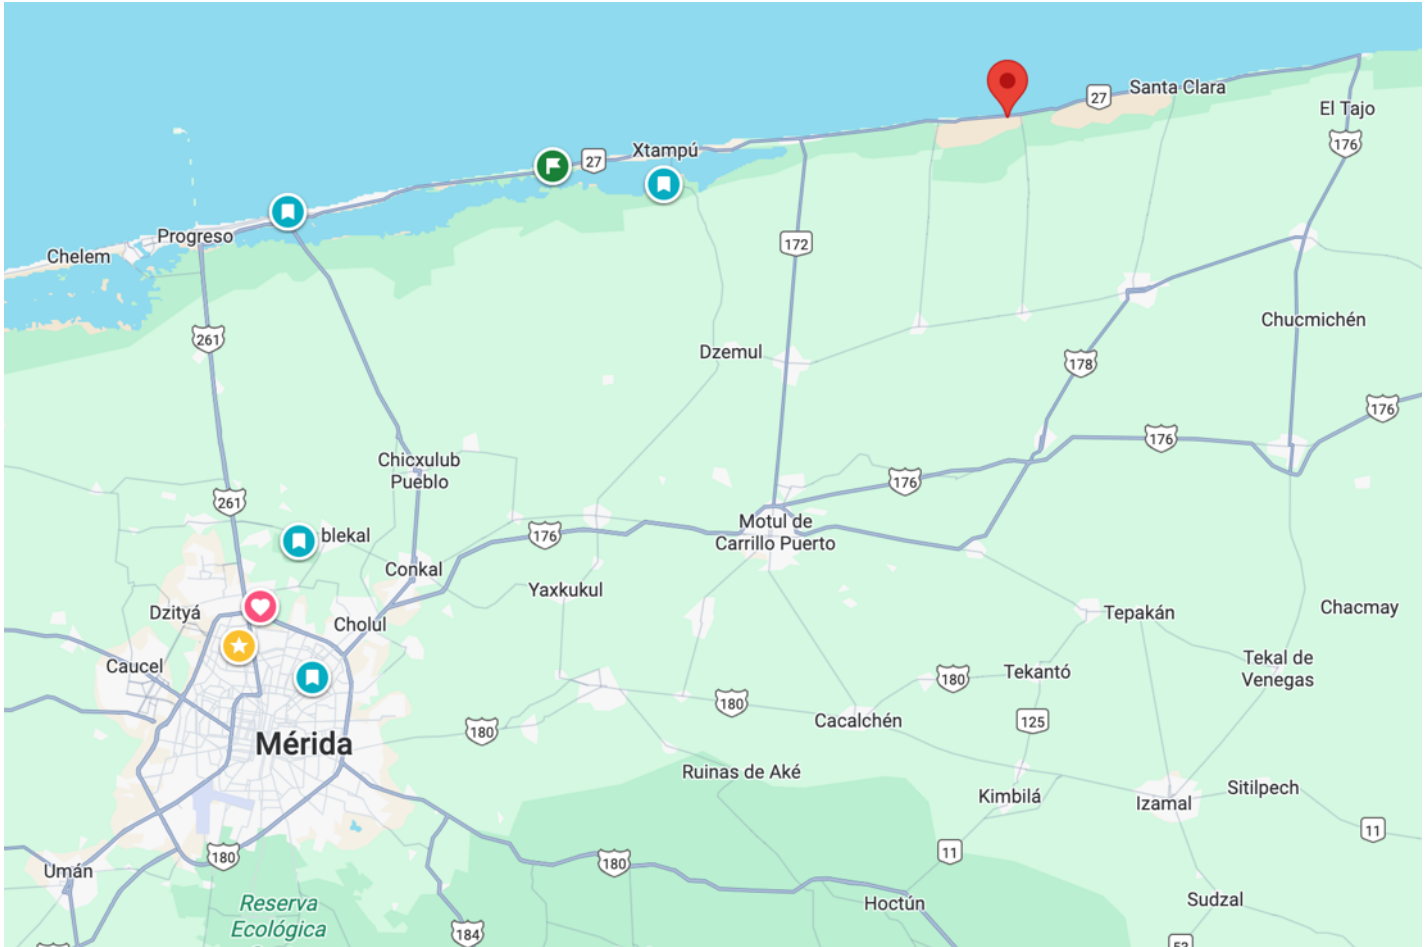 Santa Clara
27
El Tajo
176
27
Xtampú
Progreso
172
Chelem
Chucmichén
261
Dzemul
178
176
176
Chicxulub
Pueblo
176
261
Motul de
Carrillo Puerto
blekal
176
Conkal
Yaxkukul
Dzityá
Cholul
Tepakán
Chacmay
Caucel
Tekal de
Venegas
Tekantó
180
180
Cacalchén
125
180
Mérida
Ruinas de Aké
Kimbilá
Izamal
Sitilpech
11
11
180
180
Umán
Reserva
Ecológica
Hoctún
Sudzal
184